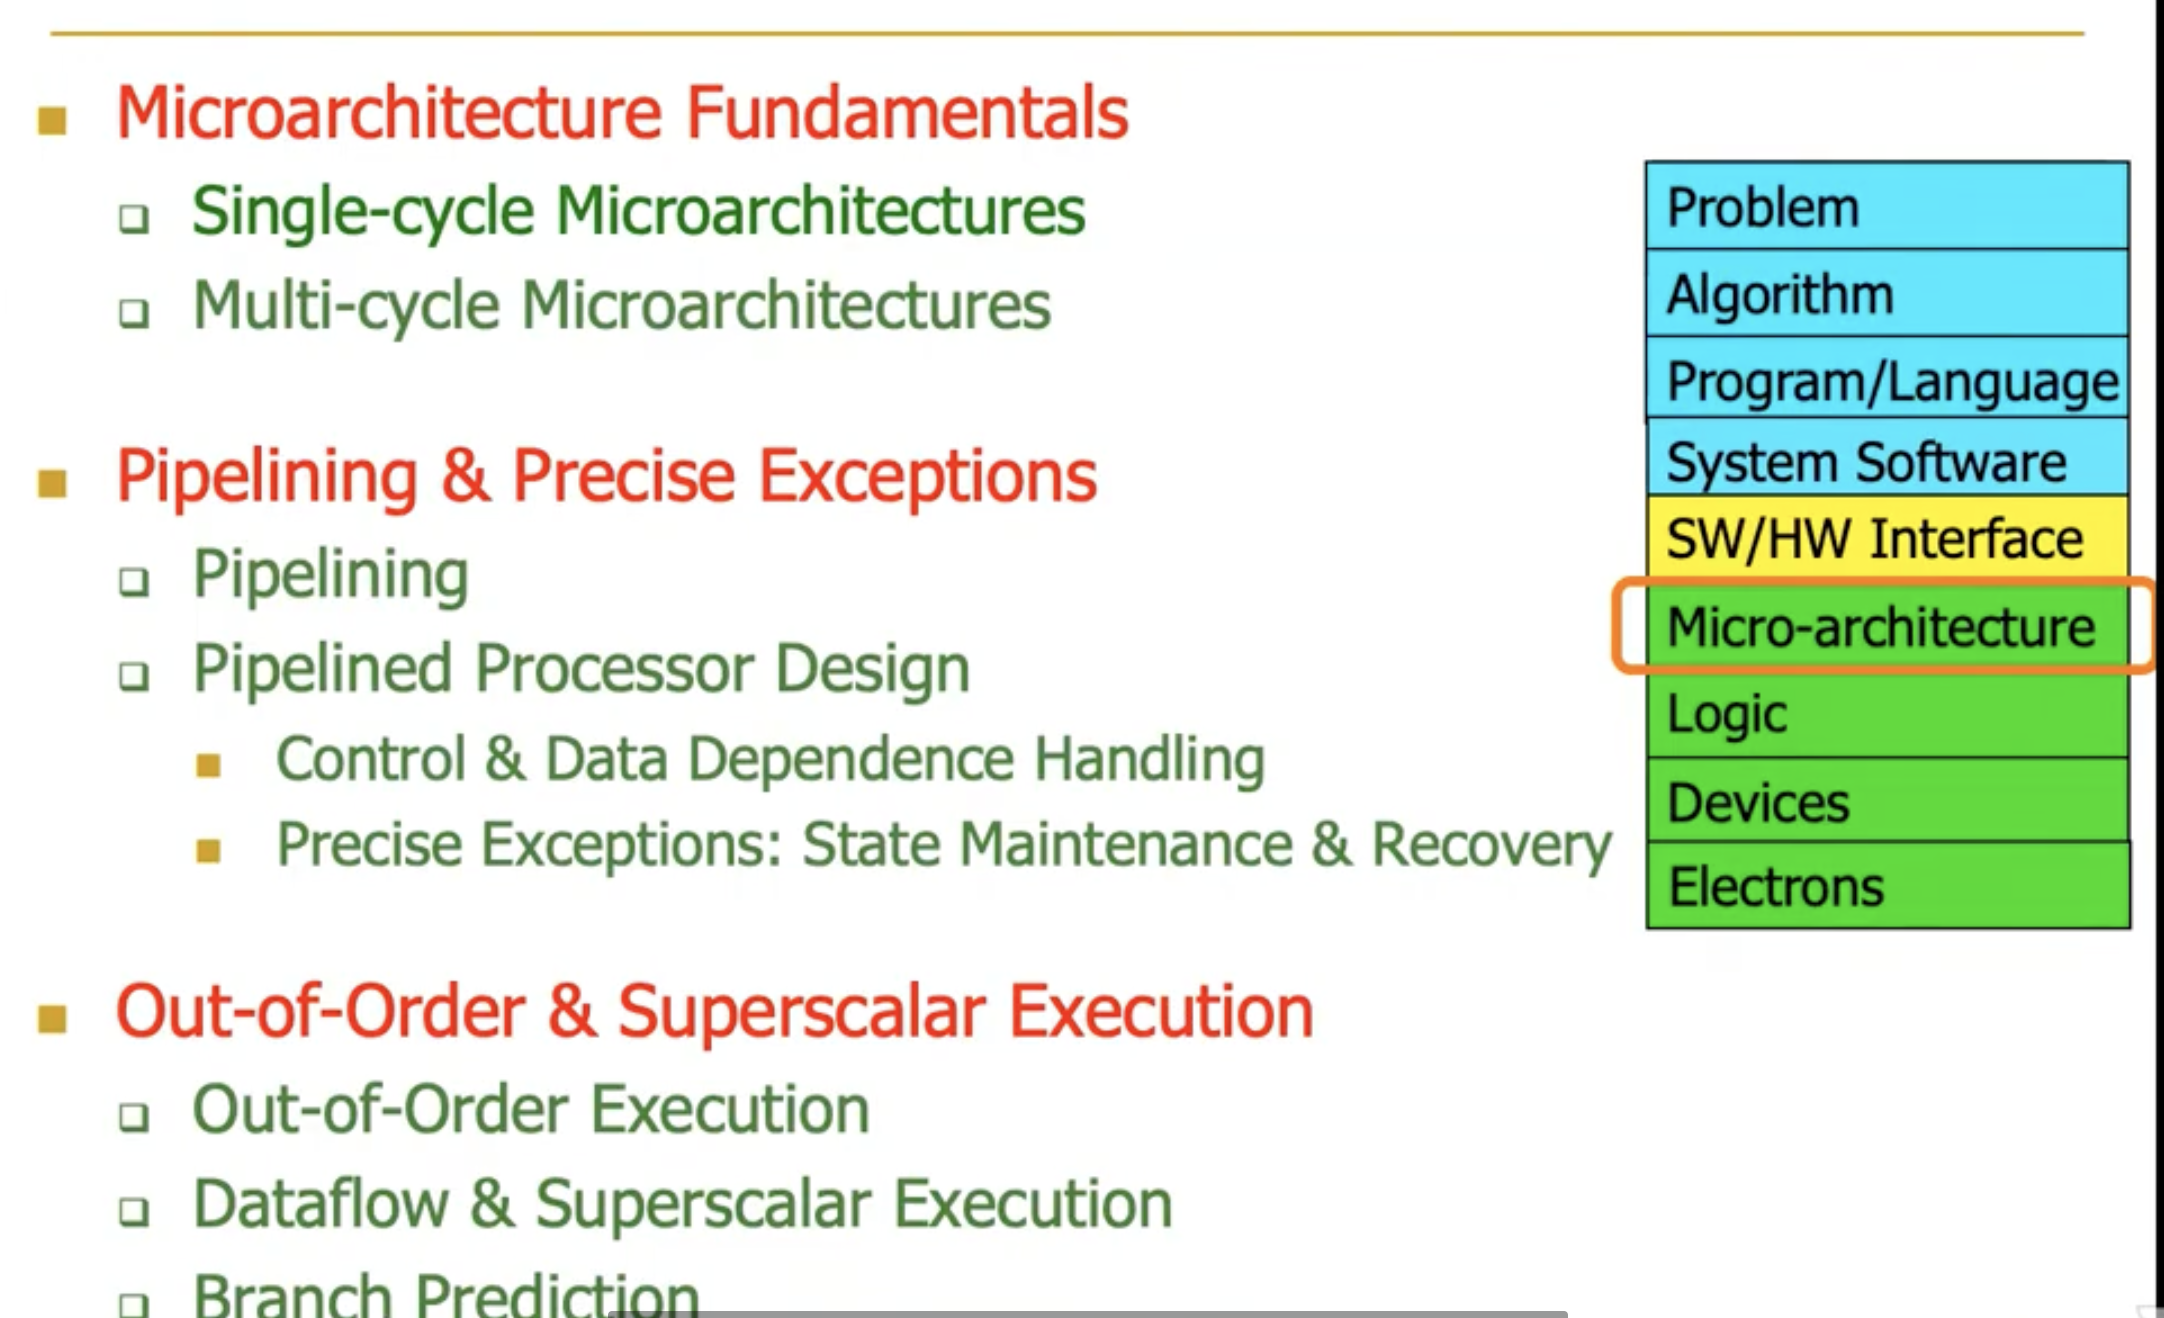 Microarchitecture Fundamentals
Single-cycle Microarchitectures
Multi-cycle Microarchitectures
Pipelining & Precise Exceptions
Pipelining
Pipelined Processor Design
Control & Data Dependence Handling
Precise Exceptions: State Maintenance & Recovery
Out-of-Order & Superscalar Execution
Out-of-Order Execution
Dataflow & Superscalar Execution
Branch Prediction
Problem
Algorithm
Program/Language
System Software
SW/HW Interface
Micro-architecture
Logic
Devices
Electrons